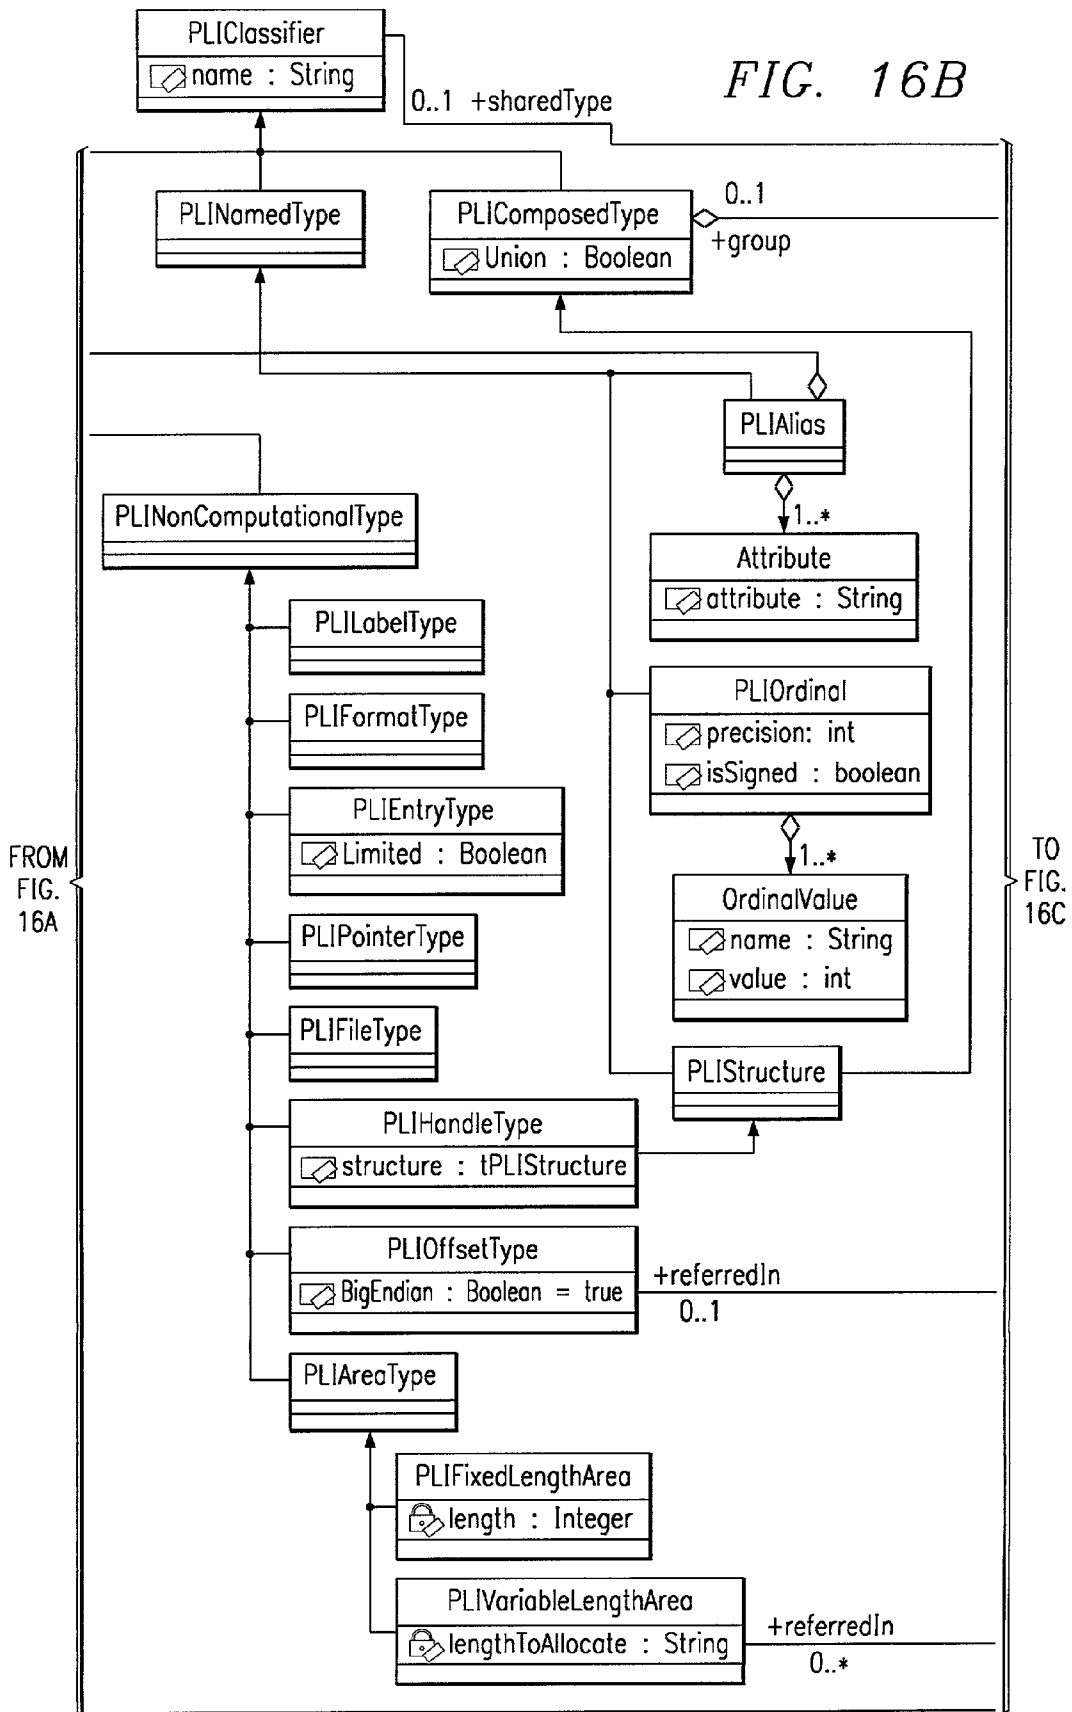 PLIClassifier
name : String
FIG. 16B
0..1 +sharedType
PLINamedType
PLIComposedType
Union : Boolean
0..1
+group
PLIAlias
PLINonComputationalType
1..*
Attribute
attribute : String
PLILabelType
PLIFormatType
PLIOrdinal
precision: int
isSigned : boolean
PLIEntryType
Limited : Boolean
1..*
FROM
FIG.
16A
TO
FIG.
16C
OrdinalValue
name : String
value : int
PLIPointerType
PLIFileType
PLIStructure
PLIHandleType
structure : tPLIStructure
PLIOffsetType
BigEndian : Boolean = true
+referredIn
0..1
PLIAreaType
PLIFixedLengthArea
length : Integer
PLIVariableLengthArea
lengthToAllocate : String
+referredIn
0..*